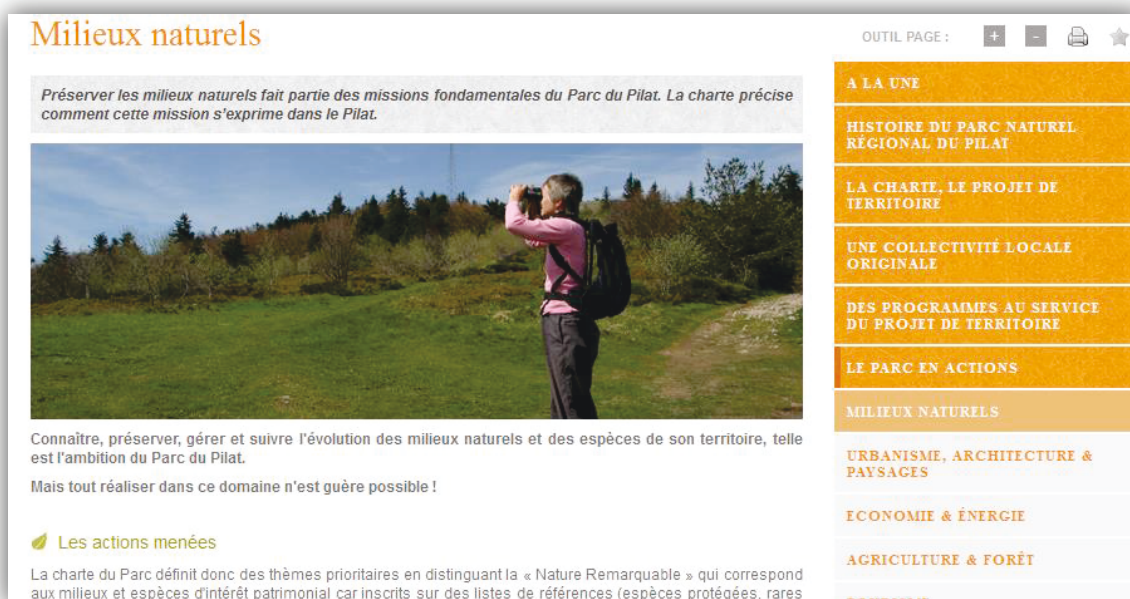 Milieux naturels
OUTIL PAGE :
+ -
Préserver les milieux naturels fait partie des missions fondamentales du Parc du Pilat. La charte précise
comment cette mission s'exprime dans le Pilat.
Connaître, préserver, gérer et suivre l'évolution des milieux naturels et des espèces de son territoire, telle
est l'ambition du Parc du Pilat.
Mais tout réaliser dans ce domaine n'est guère possible !
Les actions menées
La charte du Parc définit donc des thèmes prioritaires en distinguant la « Nature Remarquable » qui correspond
aux milieux et espèces d'intérêt patrimonial car inscrits sur des listes de références (espèces protégées, rares
A LA UNE
HISTOIRE DU PARC NATUREL
RÉGIONAL DU PILAT
LA CHARTE, LE PROJET DE
TERRITOIRE
UNE COLLECTIVITÉ LOCALE
ORIGINALE
DES PROGRAMMES AU SERVICE
DU PROJET DE TERRITOIRE
LE PARC EN ACTIONS
MILIEUX NATURELS
URBANISME, ARCHITECTURE &
PAYSAGES
ECONOMIE & ÉNERGIE
AGRICULTURE & FORÊT